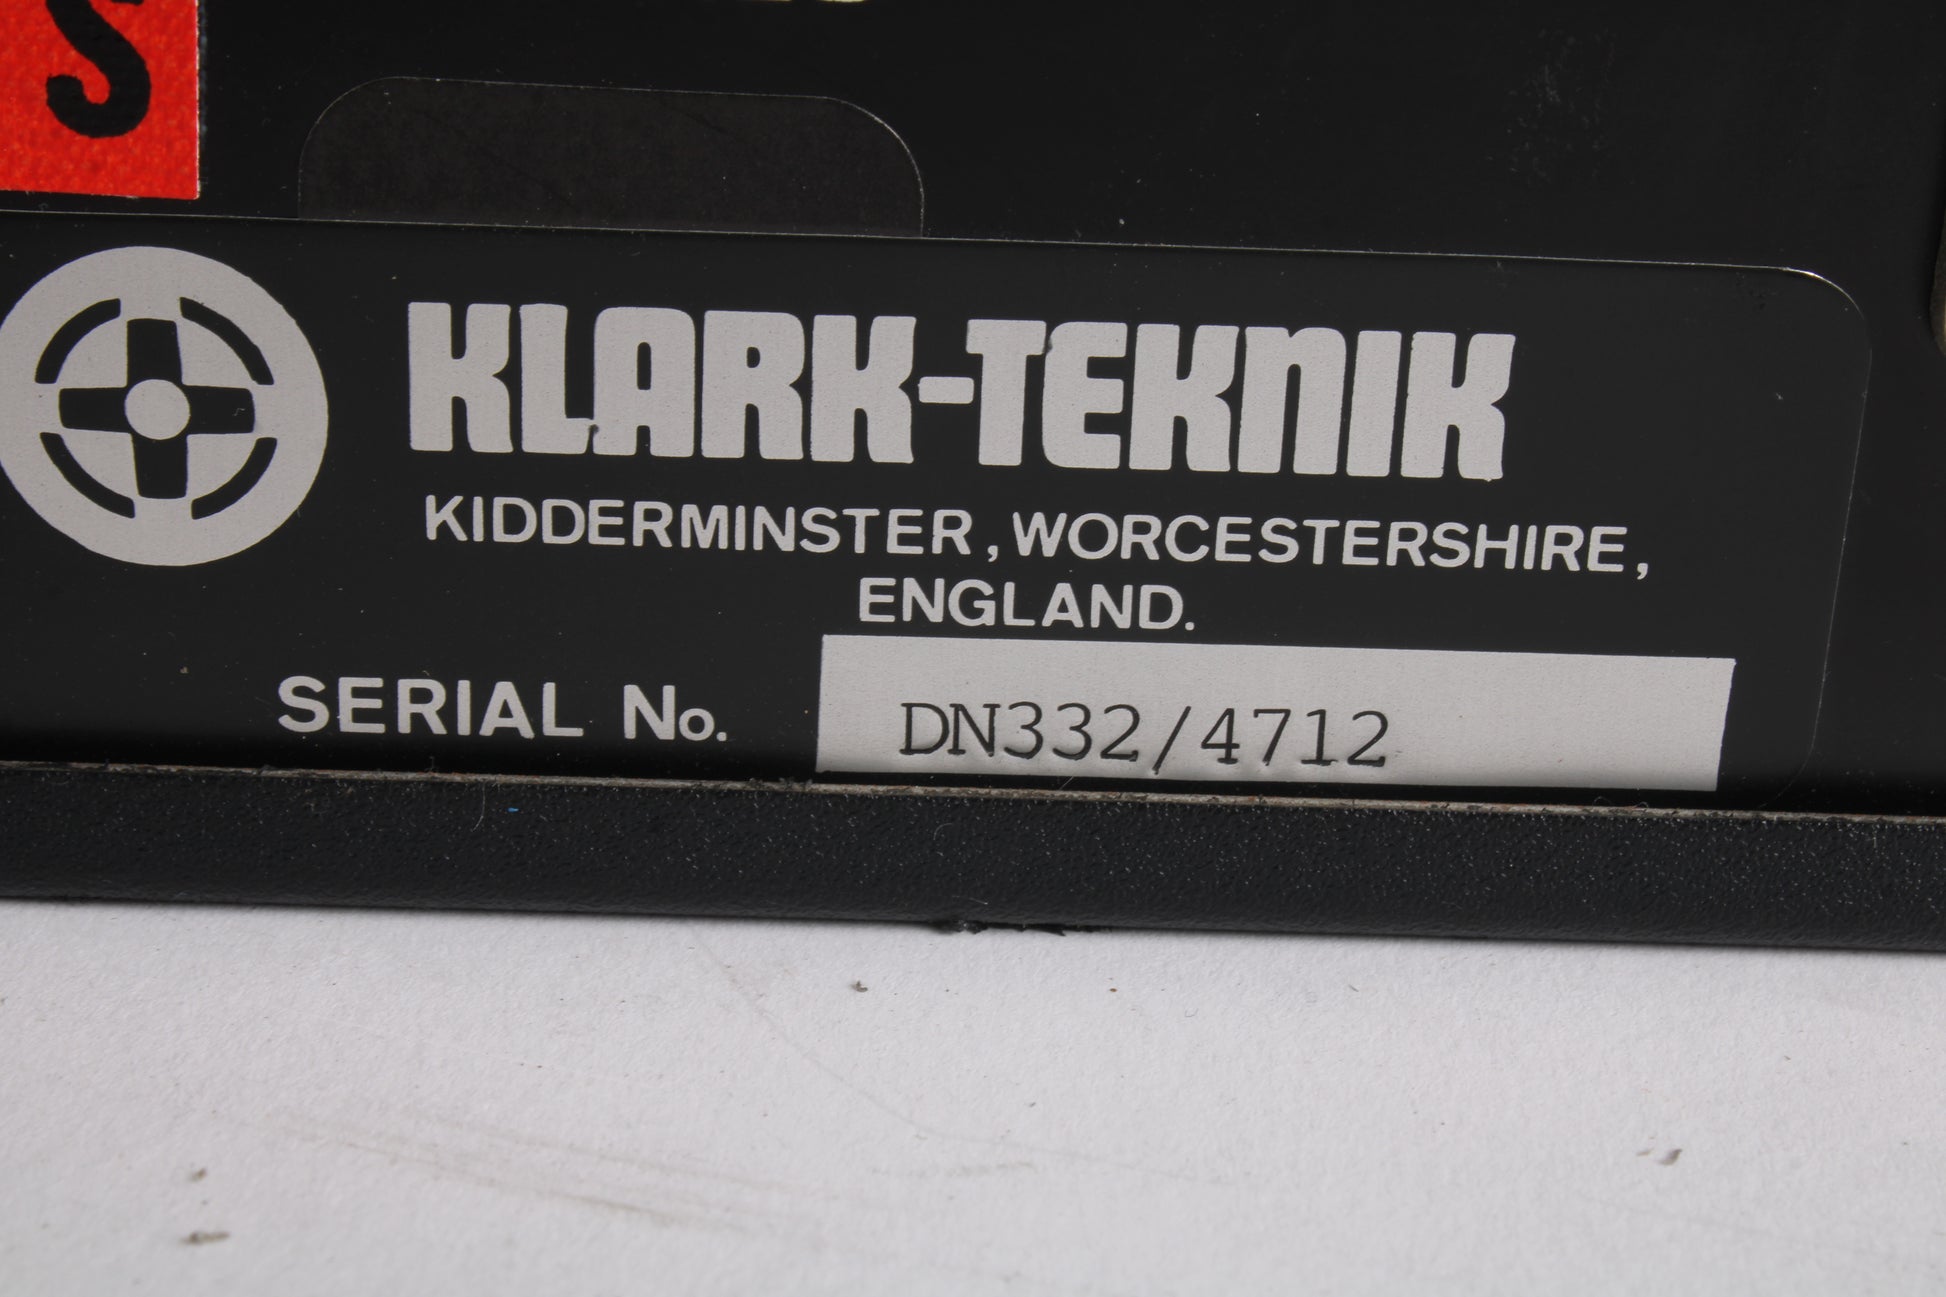 S
KLARK-TEKNIK
KIDDERMINSTER, WORCESTERSHIRE,
ENGLAND.
SERIAL No. DN332/4712